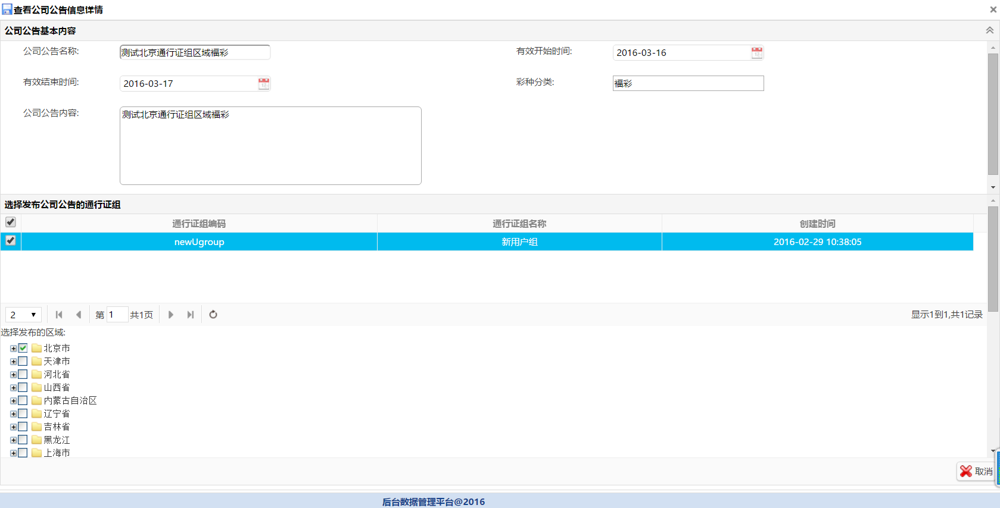 查看公司公告信息详情
公司公告基本内容
公司公告名称: 测试北京通行证组区域福彩 有效开始时间: 2016-03-16
有效结束时间: 2016-03-17 彩种分类: 福彩
公司公告内容: 测试北京通行证组区域福彩
选择发布公司公告的通行证组
通行证组编码 通行证组名称 创建时间
newUgroup 新用户组 2016-02-29 10:38:05
2 第 1 共1页 显示1到1,共1记录
选择发布的区域:
北京市
天津市
河北省
山西省
内蒙古自治区
辽宁省
吉林省
黑龙江
上海市
取消
后台数据管理平台@2016